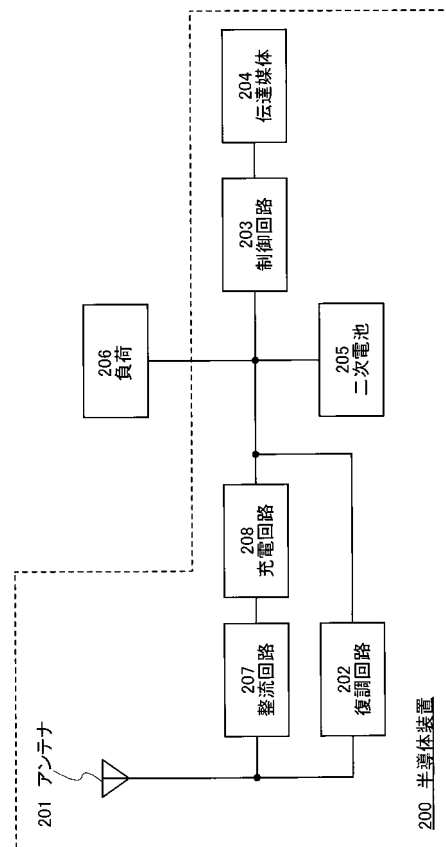 201 アンテナ
207
整流回路
208
充電回路
202
復調回路
206
負荷
205
二次電池
203
制御回路
204
伝達媒体
200 半導体装置